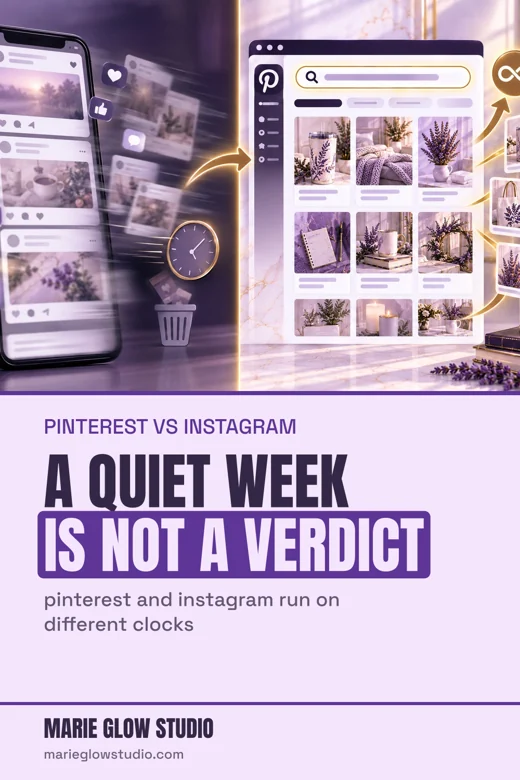 PINTEREST VS INSTAGRAM
A QUIET WEEK
IS NOT A VERDICT
pinterest and instagram run on
different clocks
MARIE GLOW STUDIO
marieglowstudio.com